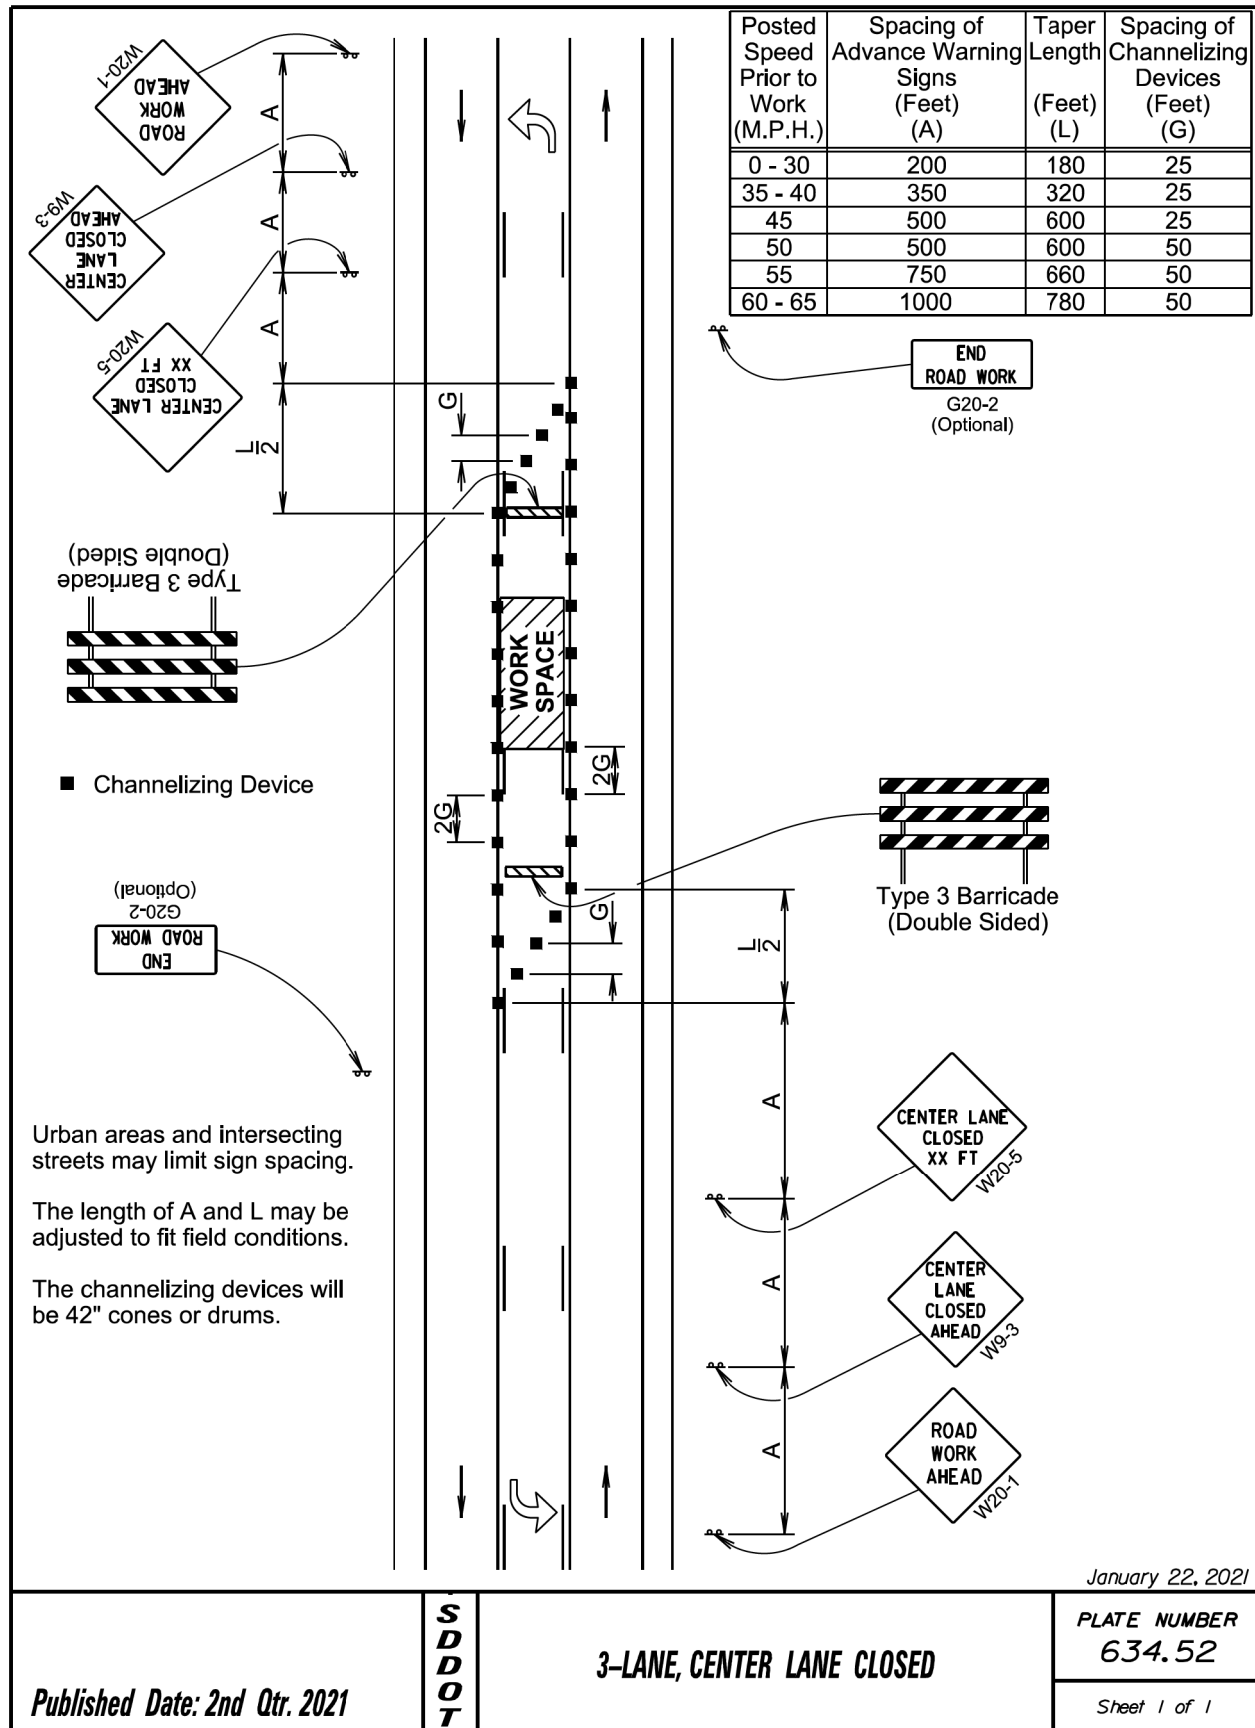 Posted Speed Prior to Work (M.P.H.) Spacing of Advance Warning Signs (Feet) (A) Taper Length (Feet) (L) Spacing of Channelizing Devices (Feet) (G)
0 - 30 200 180 25
35 - 40 350 320 25
45 500 600 25
50 500 600 50
55 750 660 50
60 - 65 1000 780 50
W20-1
ROAD
WORK
AHEAD
A
W9-3
CENTER
LANE
CLOSED
AHEAD
A
W20-5
CENTER LANE
CLOSED
XX FT
A
L
2
G
END
ROAD WORK
G20-2
(Optional)
Type 3 Barricade
(Double Sided)
WORK
SPACE
■ Channelizing Device
2G
2G
Type 3 Barricade
(Double Sided)
G20-2
(Optional)
END
ROAD WORK
G
L
2
A
CENTER LANE
CLOSED
XX FT
W20-5
A
CENTER
LANE
CLOSED
AHEAD
W9-3
A
ROAD
WORK
AHEAD
W20-1
Urban areas and intersecting
streets may limit sign spacing.
The length of A and L may be
adjusted to fit field conditions.
The channelizing devices will
be 42" cones or drums.
January 22, 2021
Published Date: 2nd Qtr. 2021
SDDOT
3-LANE, CENTER LANE CLOSED
PLATE NUMBER
634.52
Sheet 1 of 1